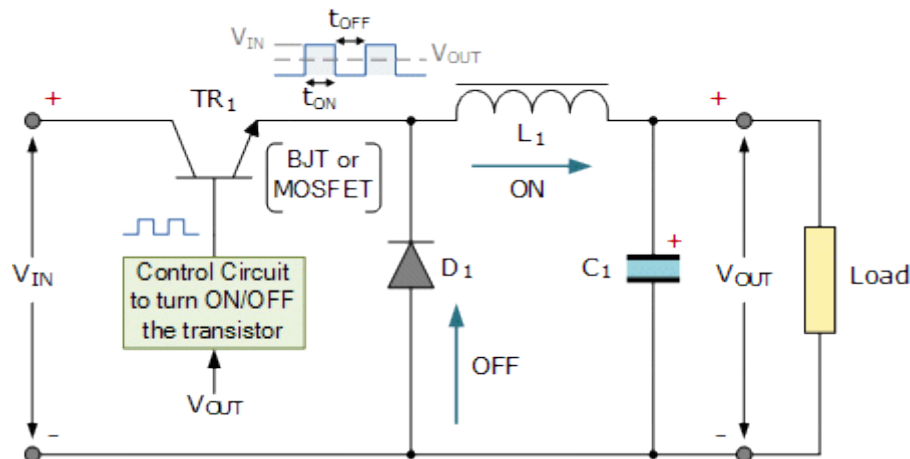 tOFF
VIN
VOUT
tON
+
TR1
+
L1
BJT or
MOSFET
ON
+
VIN
Control Circuit
to turn ON/OFF
the transistor
D1
C1
VOUT
Load
OFF
VOUT
-
-